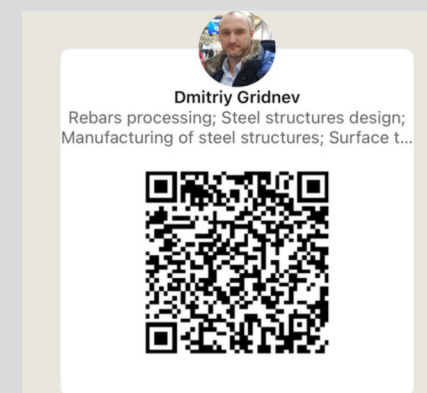 Dmitriy Gridnev
Rebars processing; Steel structures design;
Manufacturing of steel structures; Surface t...